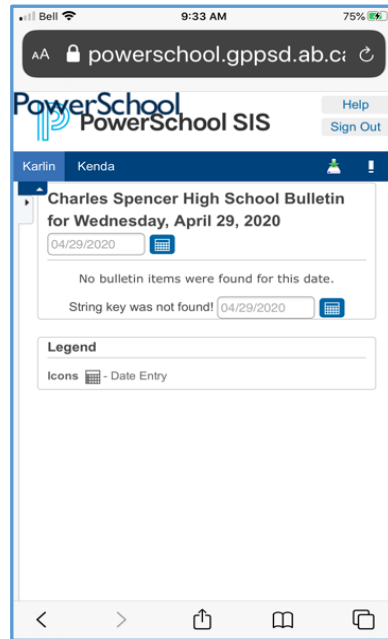 Bell 9:33 AM 75%
AA powerschool.gppsd.ab.ca
PowerSchool
PowerSchool SIS
Help
Sign Out
Karlin Kenda
Charles Spencer High School Bulletin
for Wednesday, April 29, 2020
04/29/2020
No bulletin items were found for this date.
String key was not found! 04/29/2020
Legend
Icons - Date Entry